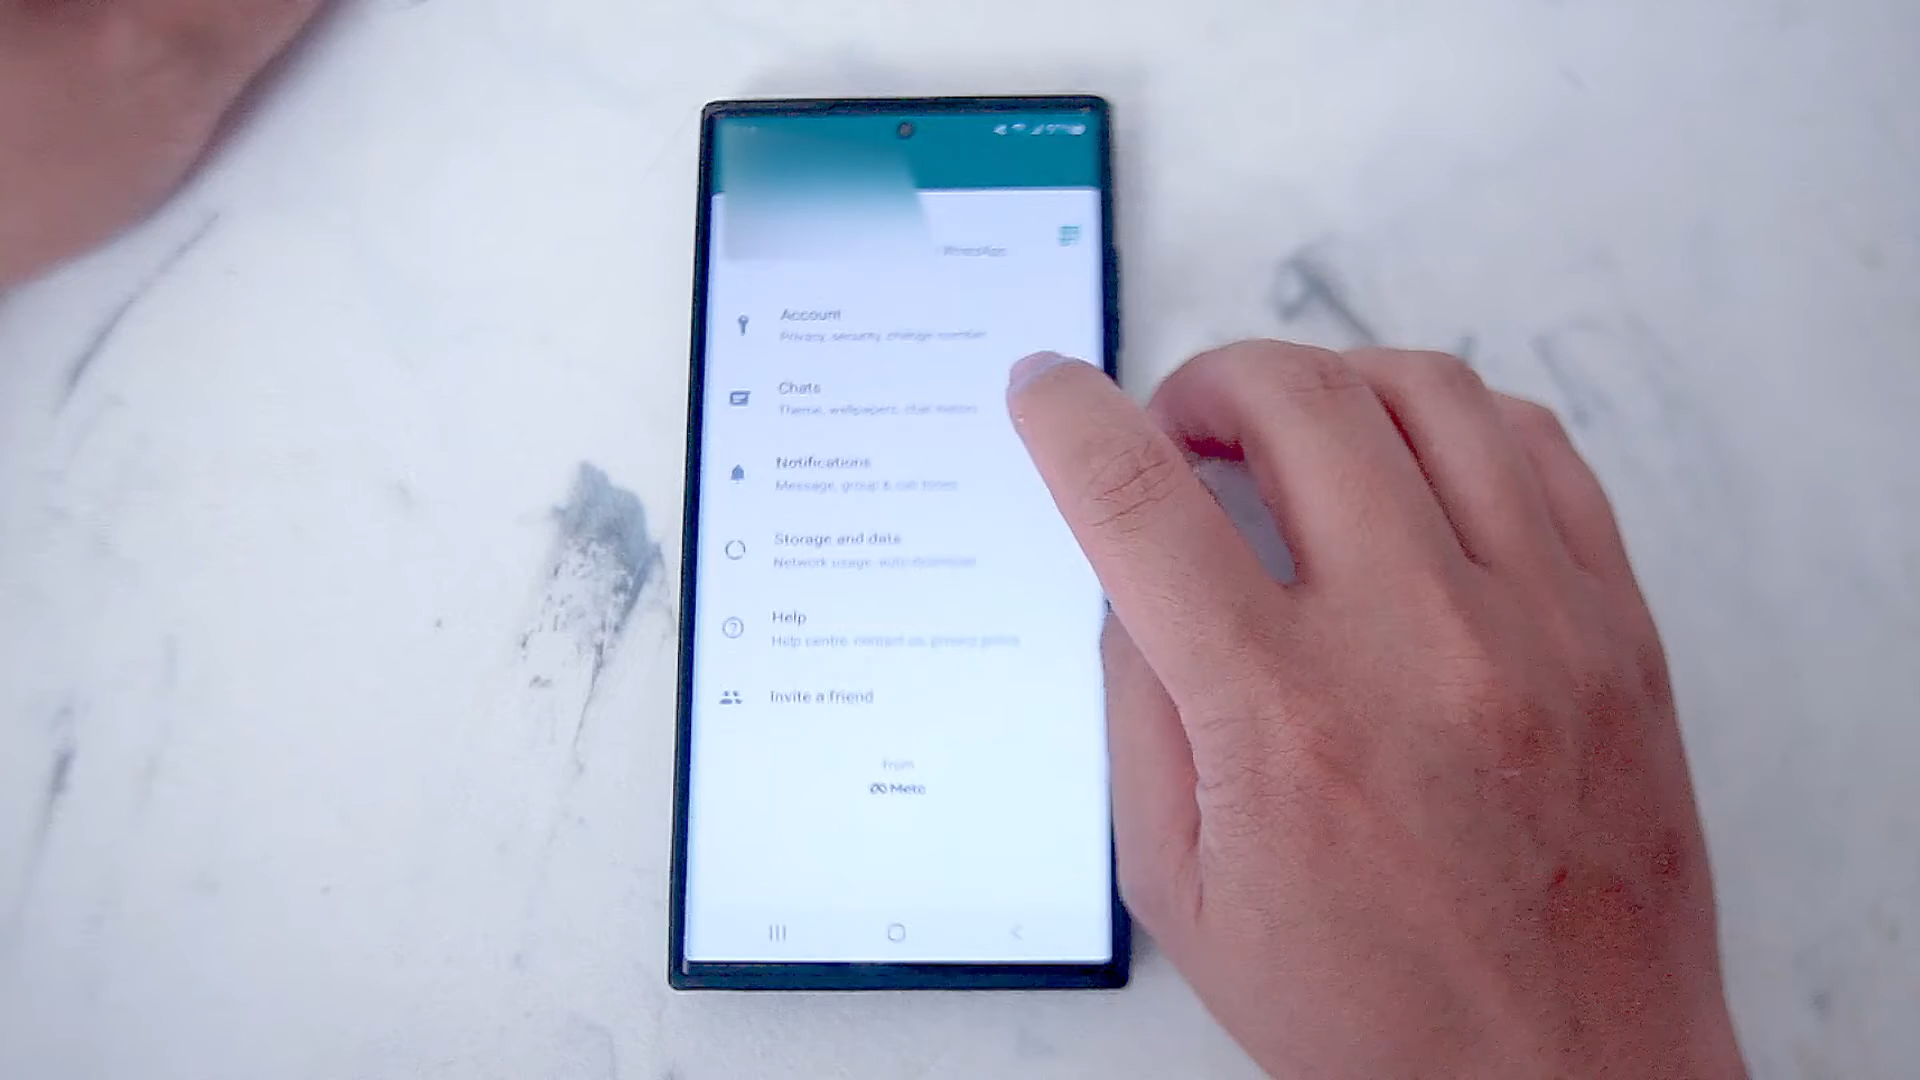 WhatsApp
Account
Privacy, security, change number
Chats
Theme, wallpapers, chat history
Notifications
Message, group & call tones
Storage and data
Network usage, auto-download
Help
Help centre, contact us, privacy policy
Invite a friend
from
Meta